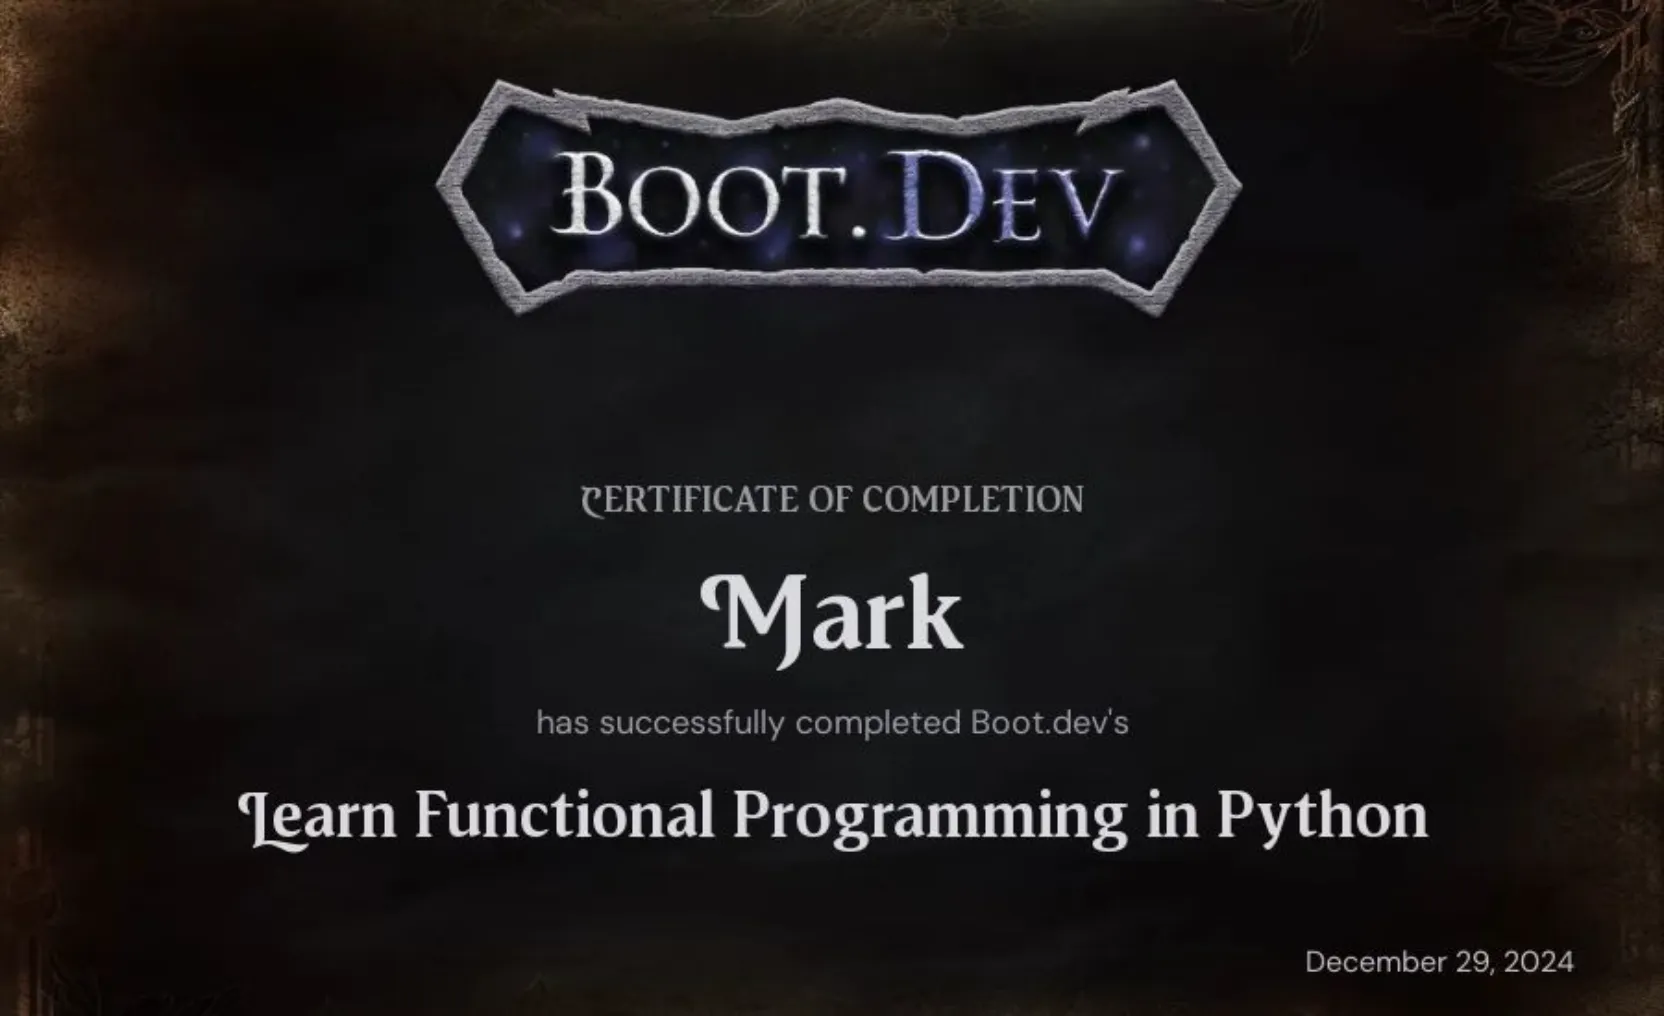 BOOT.DEV
CERTIFICATE OF COMPLETION
Mark
has successfully completed Boot.dev's
Learn Functional Programming in Python
December 29, 2024